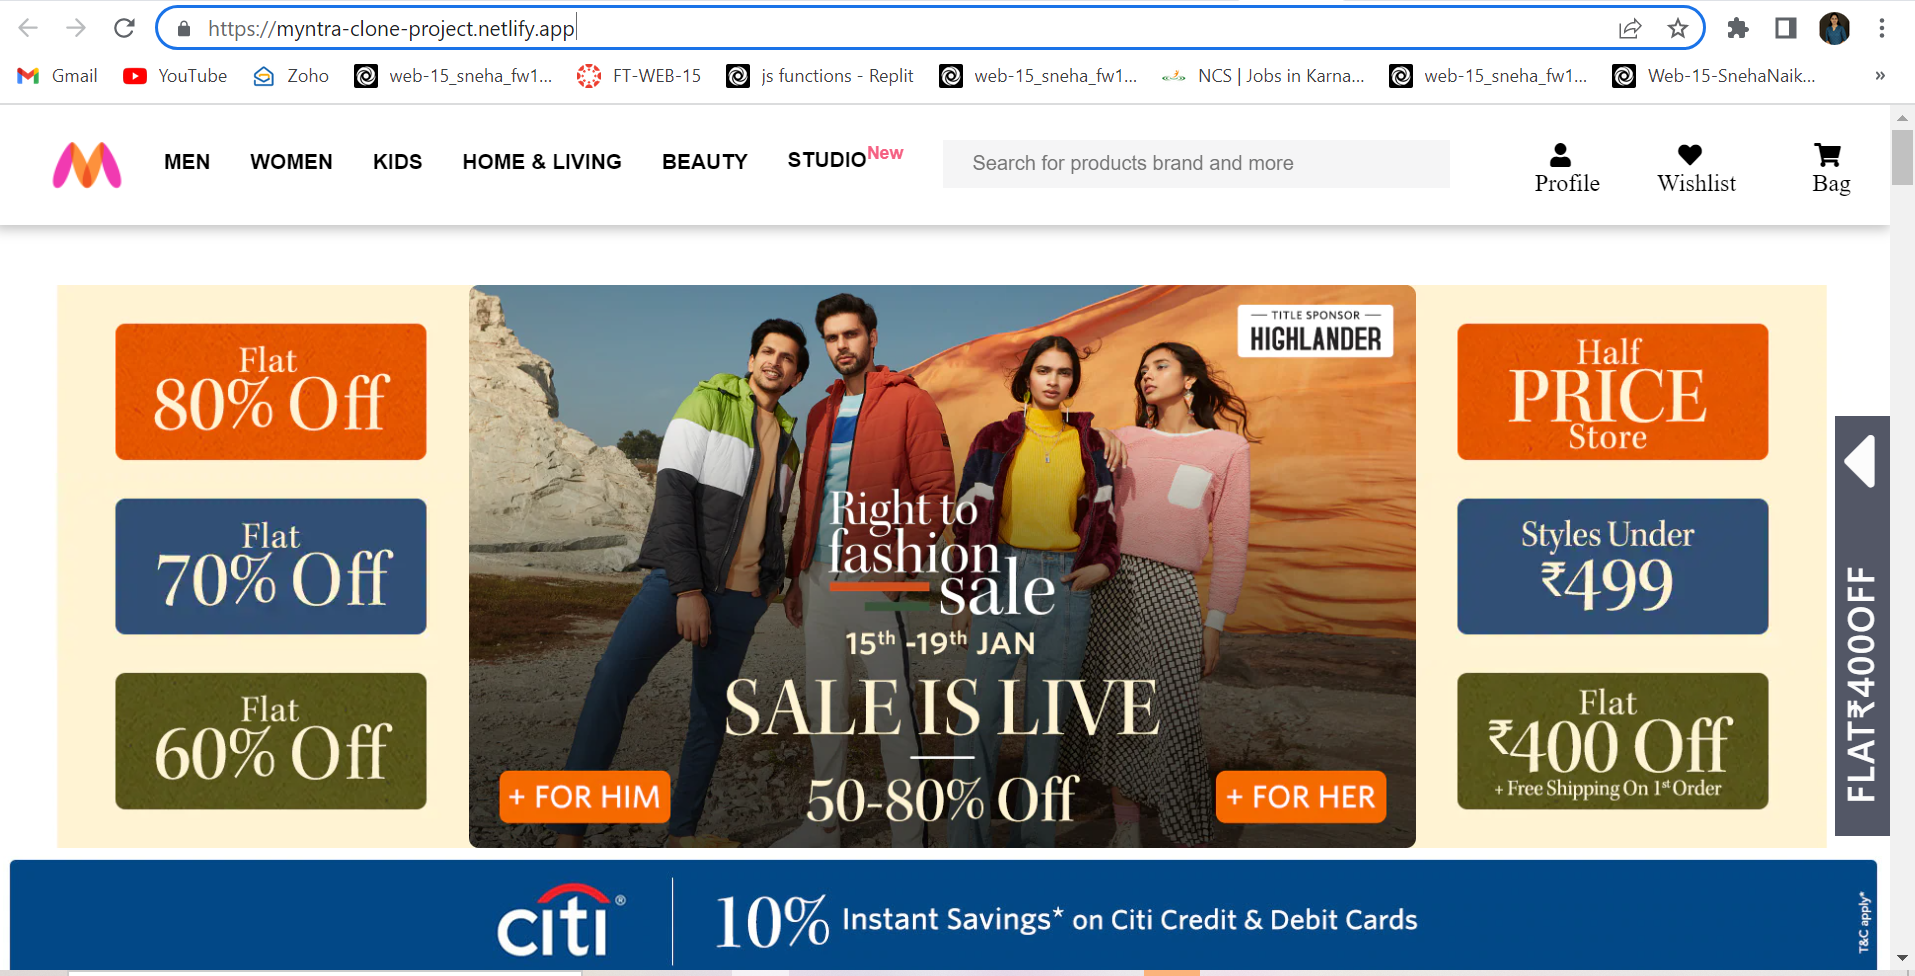 https://myntra-clone-project.netlify.app
Gmail
YouTube
Zoho
web-15_sneha_fw1...
FT-WEB-15
js functions - Replit
web-15_sneha_fw1...
NCS | Jobs in Karna...
web-15_sneha_fw1...
Web-15-SnehaNaik...
»
MEN
WOMEN
KIDS
HOME & LIVING
BEAUTY
STUDIONew
Search for products brand and more
Profile
Wishlist
Bag
Flat
80% Off
Flat
70% Off
Flat
60% Off
TITLE SPONSOR
HIGHLANDER
Right to
fashion
sale
15th -19th JAN
SALE IS LIVE
50-80% Off
+ FOR HIM
+ FOR HER
Half
PRICE
Store
Styles Under
₹499
Flat
₹400 Off
+ Free Shipping On 1st Order
FLAT₹400OFF
citi®
10% Instant Savings* on Citi Credit & Debit Cards
T&C apply*